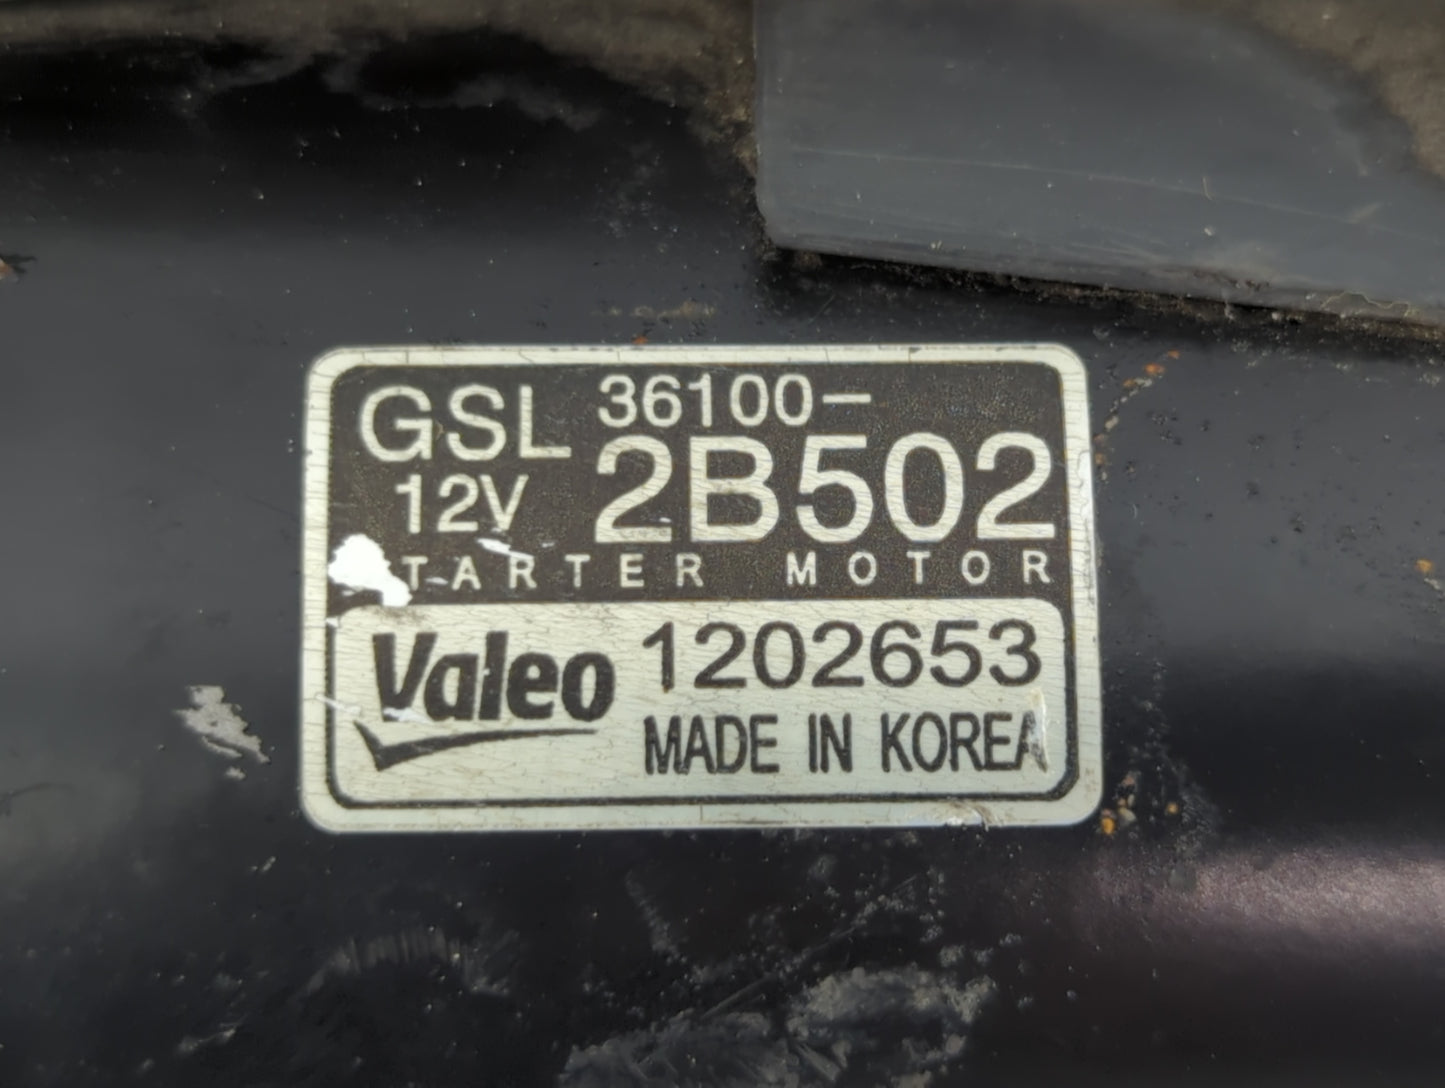 GSL 36100-
12V 2B502
TARTER MOTOR
Valeo 1202653
MADE IN KOREA